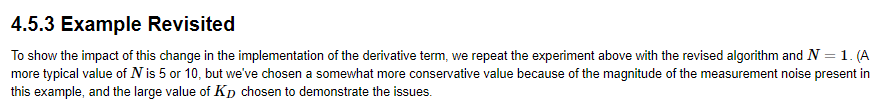 4.5.3 Example Revisited
To show the impact of this change in the implementation of the derivative term, we repeat the experiment above with the revised algorithm and N = 1. (A
more typical value of N is 5 or 10, but we've chosen a somewhat more conservative value because of the magnitude of the measurement noise present in
this example, and the large value of K_D chosen to demonstrate the issues.